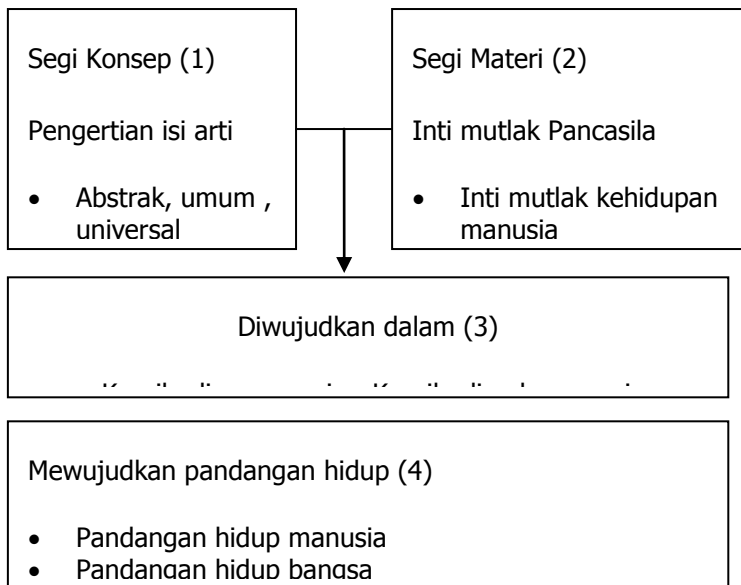 Segi Konsep (1)
Pengertian isi arti
• Abstrak, umum ,
universal
Segi Materi (2)
Inti mutlak Pancasila
• Inti mutlak kehidupan
manusia
Diwujudkan dalam (3)
Mewujudkan pandangan hidup (4)
• Pandangan hidup manusia
• Pandangan hidup bangsa